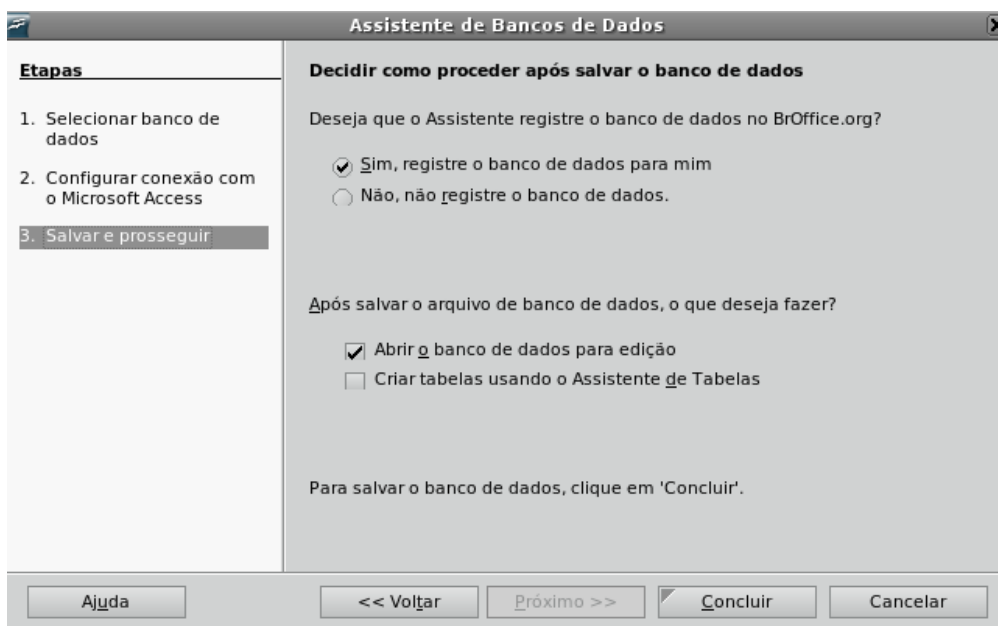 Assistente de Bancos de Dados
Etapas
1. Selecionar banco de
dados
2. Configurar conexão com
o Microsoft Access
3. Salvar e prosseguir
Decidir como proceder após salvar o banco de dados
Deseja que o Assistente registre o banco de dados no BrOffice.org?
Sim, registre o banco de dados para mim
Não, não registre o banco de dados.
Após salvar o arquivo de banco de dados, o que deseja fazer?
Abrir o banco de dados para edição
Criar tabelas usando o Assistente de Tabelas
Para salvar o banco de dados, clique em 'Concluir'.
Ajuda
<< Voltar
Próximo >>
Concluir
Cancelar